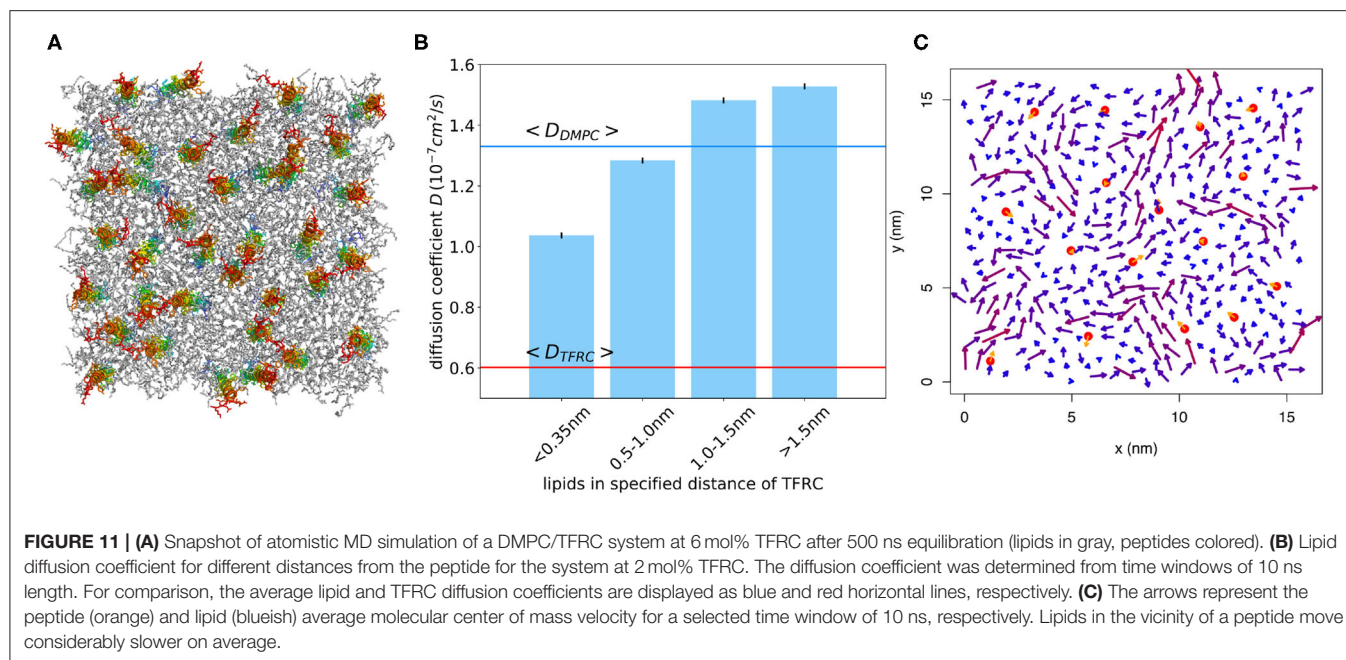 A
B
C
1.6
1.4
1.2
1.0
0.8
0.6
diffusion coefficient D (10⁻⁷cm²/s)
< D_DMPC >
< D_TFRC >
<0.35nm
0.5-1.0nm
1.0-1.5nm
>1.5nm
lipids in specified distance of TFRC
15
10
5
0
y (nm)
0
5
10
15
x (nm)
FIGURE 11 | (A) Snapshot of atomistic MD simulation of a DMPC/TFRC system at 6 mol% TFRC after 500 ns equilibration (lipids in gray, peptides colored). (B) Lipid
diffusion coefficient for different distances from the peptide for the system at 2 mol% TFRC. The diffusion coefficient was determined from time windows of 10 ns
length. For comparison, the average lipid and TFRC diffusion coefficients are displayed as blue and red horizontal lines, respectively. (C) The arrows represent the
peptide (orange) and lipid (blueish) average molecular center of mass velocity for a selected time window of 10 ns, respectively. Lipids in the vicinity of a peptide move
considerably slower on average.